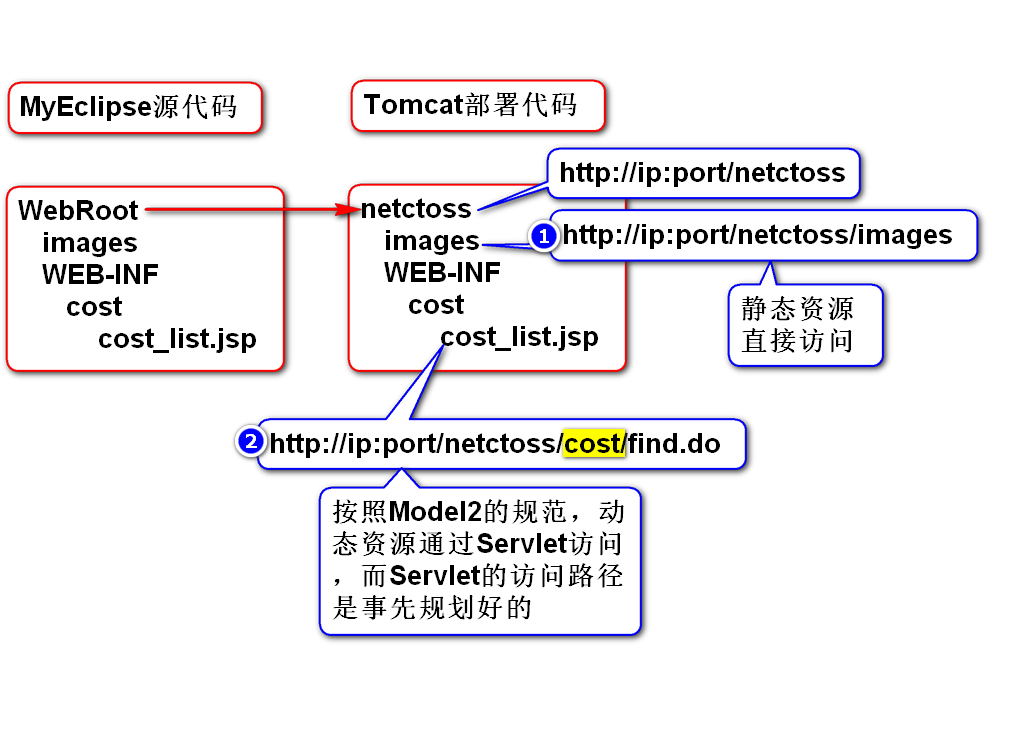 MyEclipse源代码
Tomcat部署代码
WebRoot
images
WEB-INF
cost
cost_list.jsp
netctoss
images
WEB-INF
cost
cost_list.jsp
http://ip:port/netctoss
1
http://ip:port/netctoss/images
静态资源
直接访问
2
http://ip:port/netctoss/cost/find.do
按照Model2的规范，动
态资源通过Servlet访问
，而Servlet的访问路径
是事先规划好的